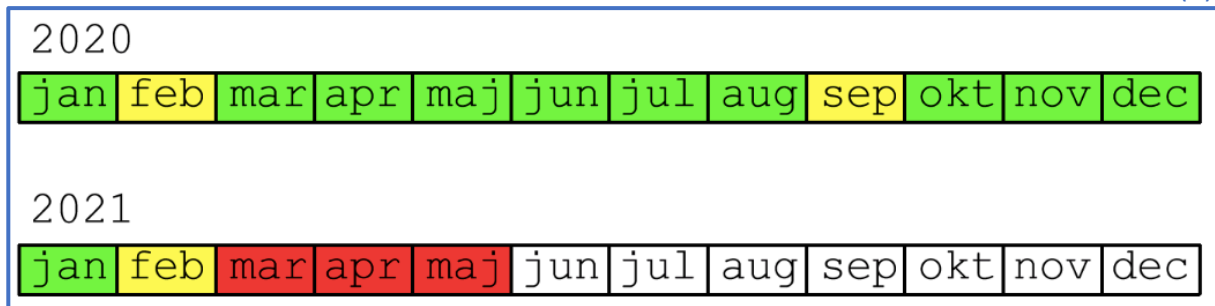 2020
jan feb mar apr maj jun jul aug sep okt nov dec
2021
jan feb mar apr maj jun jul aug sep okt nov dec